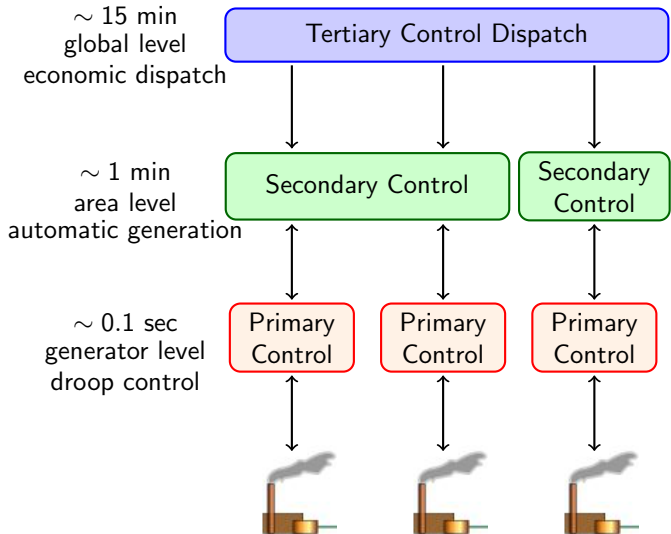 ∼ 15 min
global level
economic dispatch
Tertiary Control Dispatch
∼ 1 min
area level
automatic generation
Secondary Control
Secondary
Control
∼ 0.1 sec
generator level
droop control
Primary
Control
Primary
Control
Primary
Control